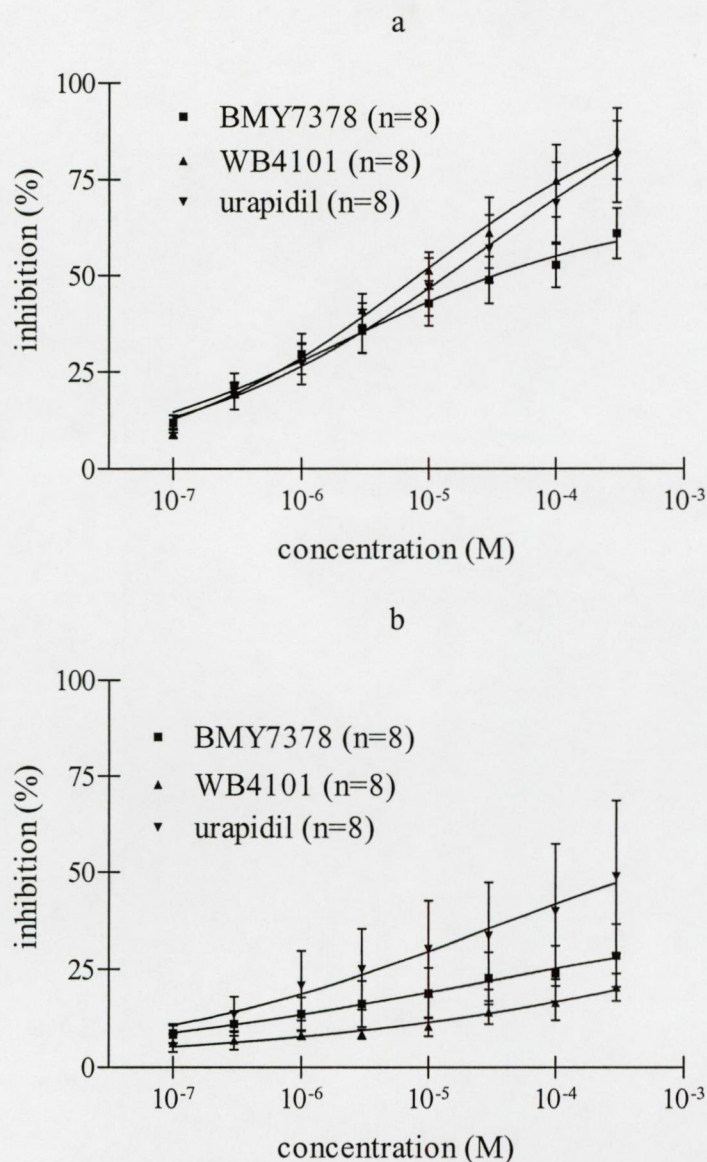 a
100
75
50
25
0
inhibition (%)
BMY7378 (n=8)
WB4101 (n=8)
urapidil (n=8)
10-7
10-6
10-5
10-4
10-3
concentration (M)
b
100
75
50
25
0
inhibition (%)
BMY7378 (n=8)
WB4101 (n=8)
urapidil (n=8)
10-7
10-6
10-5
10-4
10-3
concentration (M)